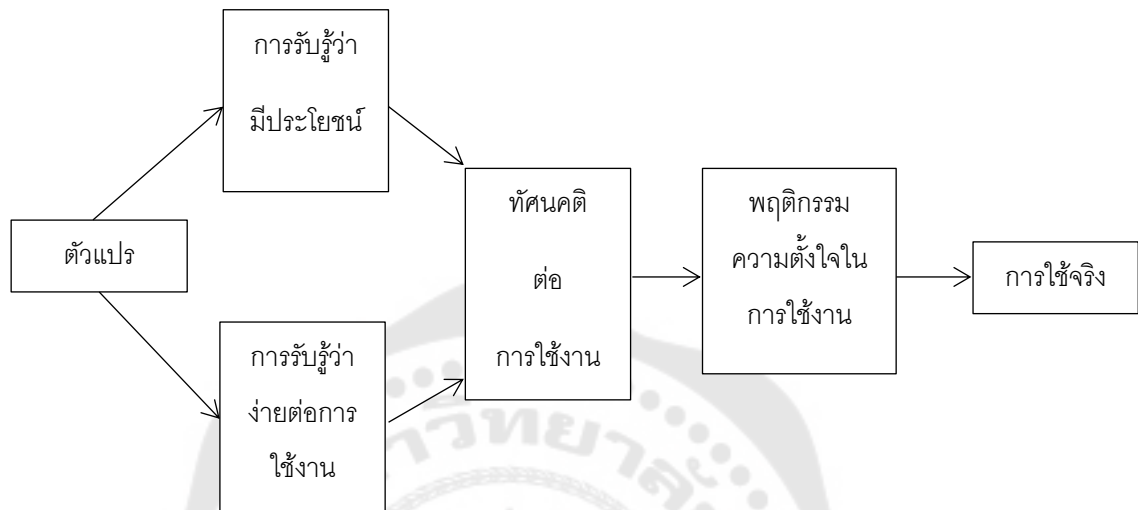 การรับรู้ว่า
มีประโยชน์
ตัวแปร
การรับรู้ว่า
ง่ายต่อการ
ใช้งาน
ทัศนคติ
ต่อ
การใช้งาน
พฤติกรรม
ความตั้งใจใน
การใช้งาน
การใช้จริง